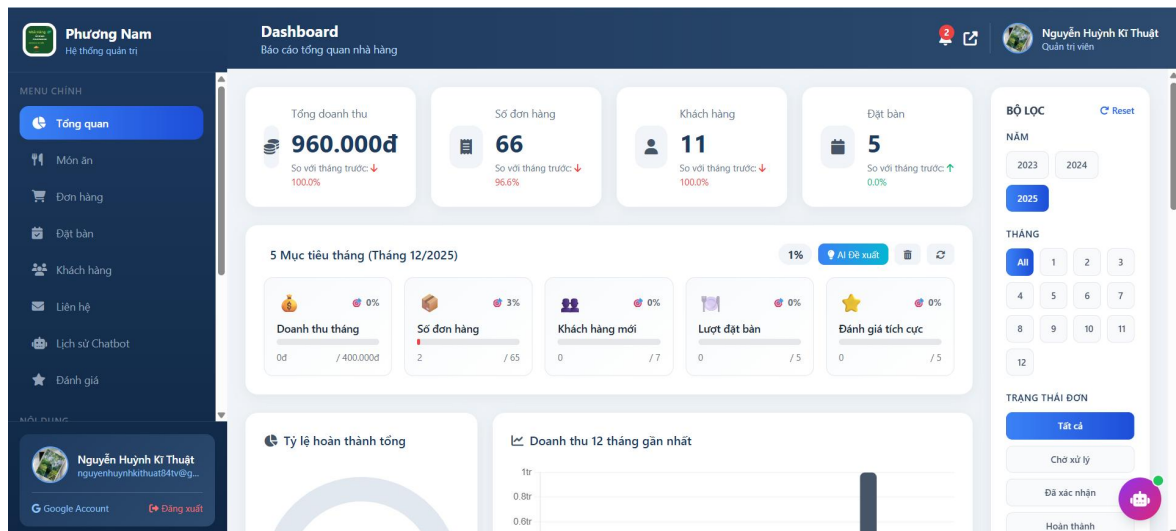 Phương Nam
Hệ thống quản trị
MENU CHÍNH
Tổng quan
Món ăn
Đơn hàng
Đặt bàn
Khách hàng
Liên hệ
Lịch sử Chatbot
Đánh giá
NỘI DUNG
Nguyễn Huỳnh Kĩ Thuật
nguyenhuynhkithuat84tv@g...
Google Account
Đăng xuất
Dashboard
Báo cáo tổng quan nhà hàng
2
Nguyễn Huỳnh Kĩ Thuật
Quản trị viên
Tổng doanh thu
960.000đ
So với tháng trước:
100.0%
Số đơn hàng
66
So với tháng trước:
96.6%
Khách hàng
11
So với tháng trước:
100.0%
Đặt bàn
5
So với tháng trước:
0.0%
5 Mục tiêu tháng (Tháng 12/2025)
1%
AI Đề xuất
0%
Doanh thu tháng
0đ / 400.000đ
3%
Số đơn hàng
2 / 65
0%
Khách hàng mới
0 / 7
0%
Lượt đặt bàn
0 / 5
0%
Đánh giá tích cực
0 / 5
Tỷ lệ hoàn thành tổng
Doanh thu 12 tháng gần nhất
1tr
0.8tr
0.6tr
BỘ LỌC
Reset
NĂM
2023 2024
2025
THÁNG
All 1 2 3
4 5 6 7
8 9 10 11
12
TRẠNG THÁI ĐƠN
Tất cả
Chờ xử lý
Đã xác nhận
Hoàn thành